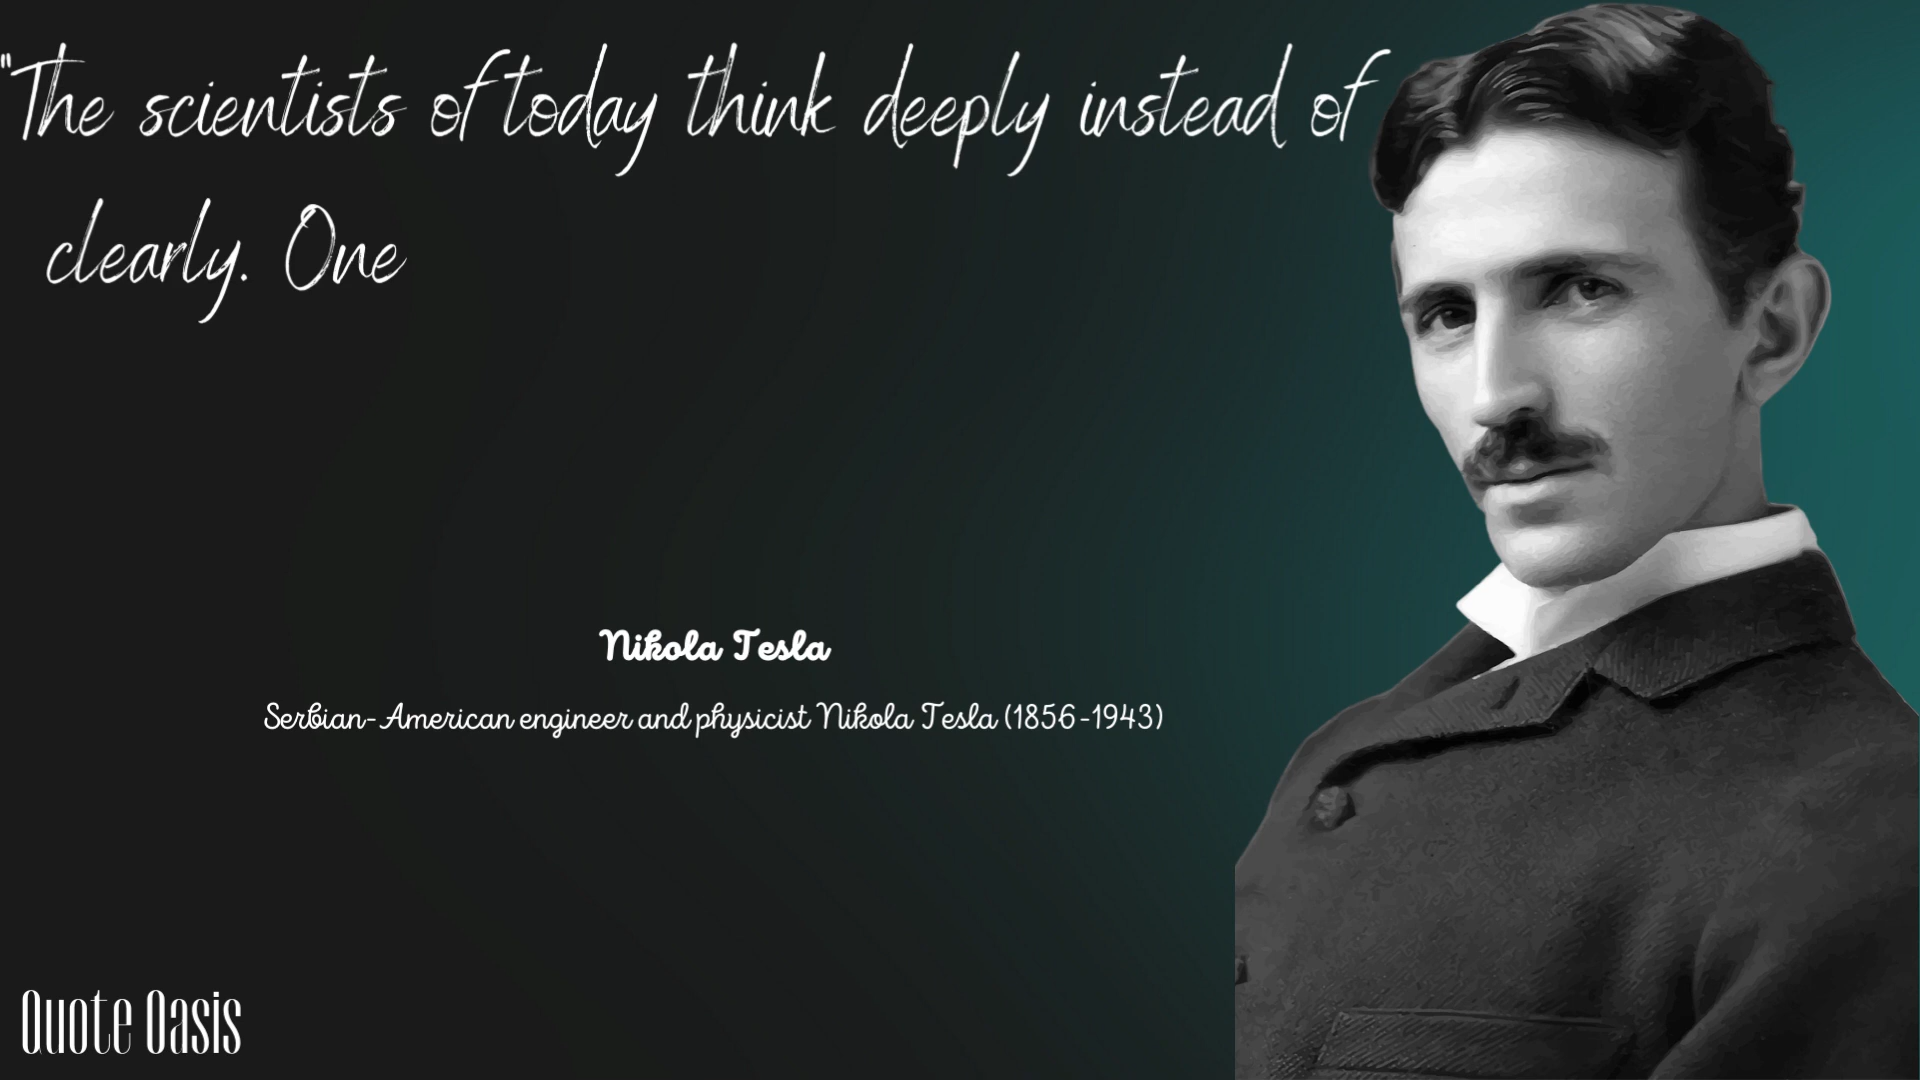 "The scientists of today think deeply instead of
clearly. One
Nikola Tesla
Serbian-American engineer and physicist Nikola Tesla (1856-1943)
Quote Oasis